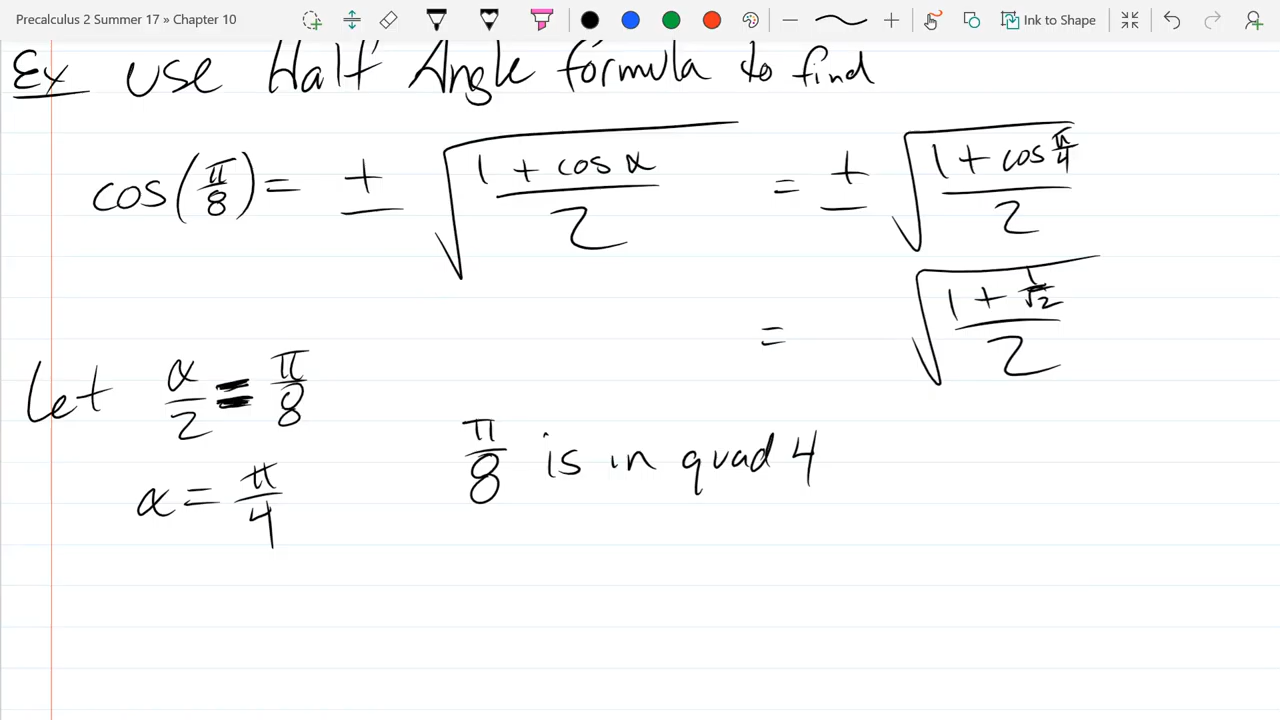 Precalculus 2 Summer 17 » Chapter 10
Ink to Shape
Ex Use Half Angle formula to find
cos(π/8) = ± √((1 + cos α)/2) = ± √((1 + cos π/4)/2)
= √((1 + 1/√2)/2)
Let α/2 = π/8
α = π/4
π/8 is in quad 4